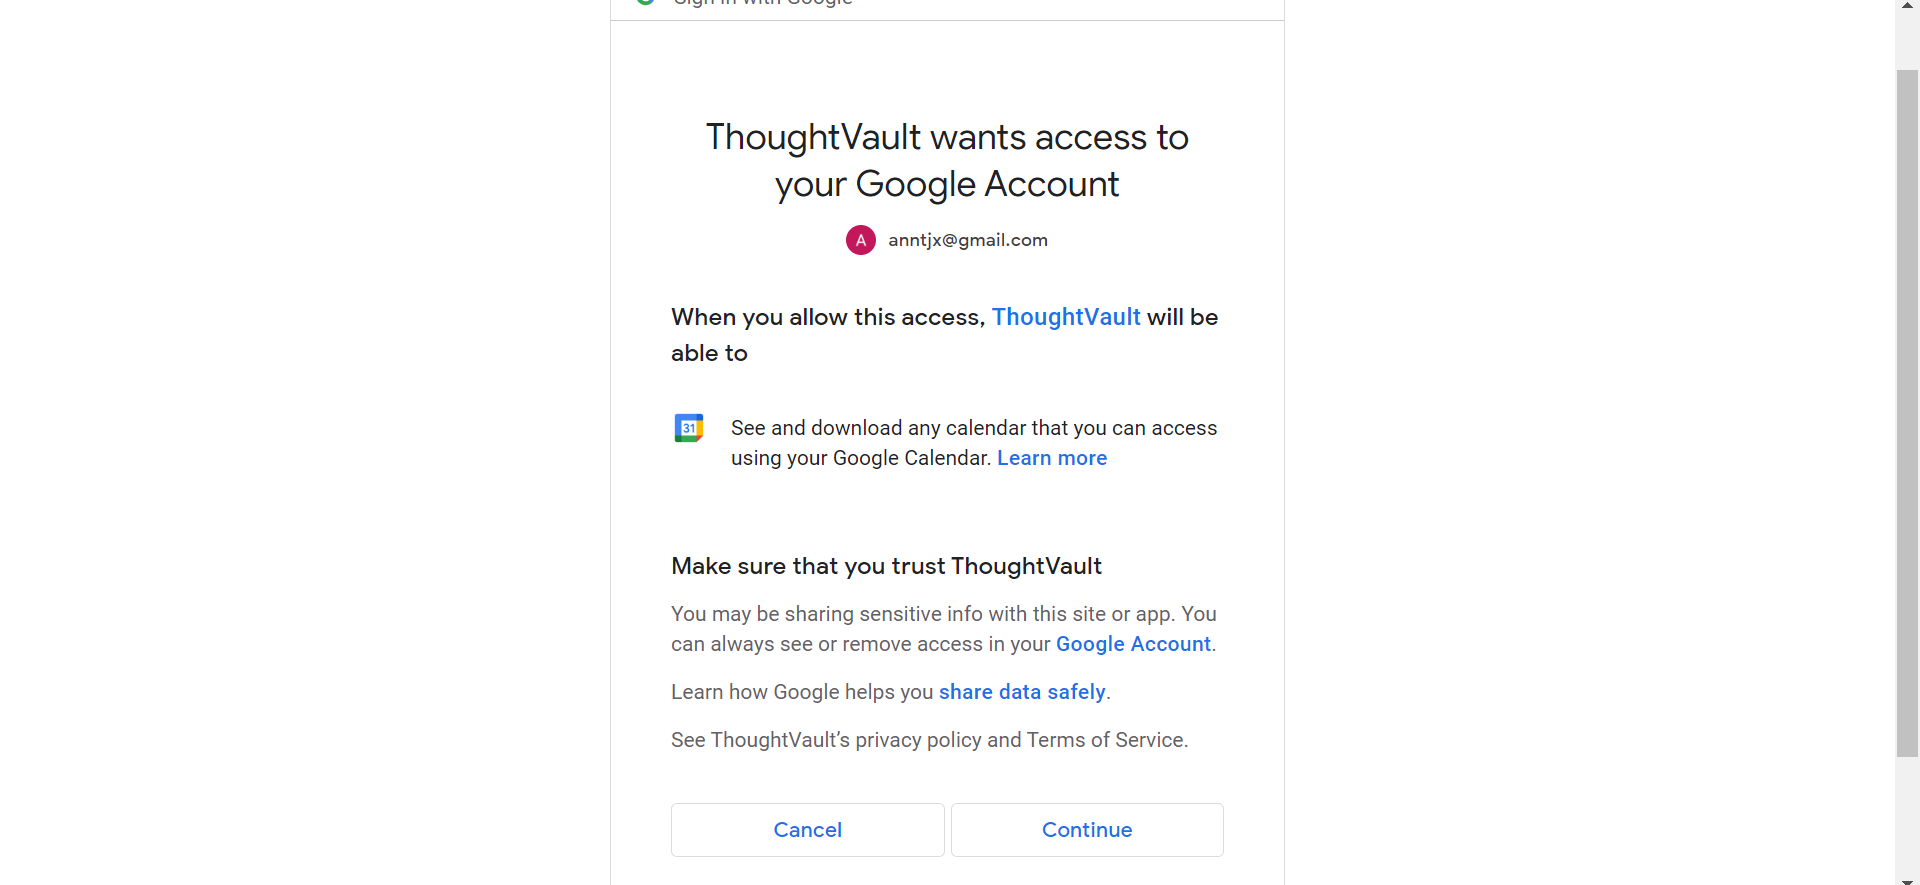 Sign in with Google
ThoughtVault wants access to
your Google Account
A anntjx@gmail.com
When you allow this access, ThoughtVault will be
able to
31
See and download any calendar that you can access
using your Google Calendar. Learn more
Make sure that you trust ThoughtVault
You may be sharing sensitive info with this site or app. You
can always see or remove access in your Google Account.
Learn how Google helps you share data safely.
See ThoughtVault’s privacy policy and Terms of Service.
Cancel Continue